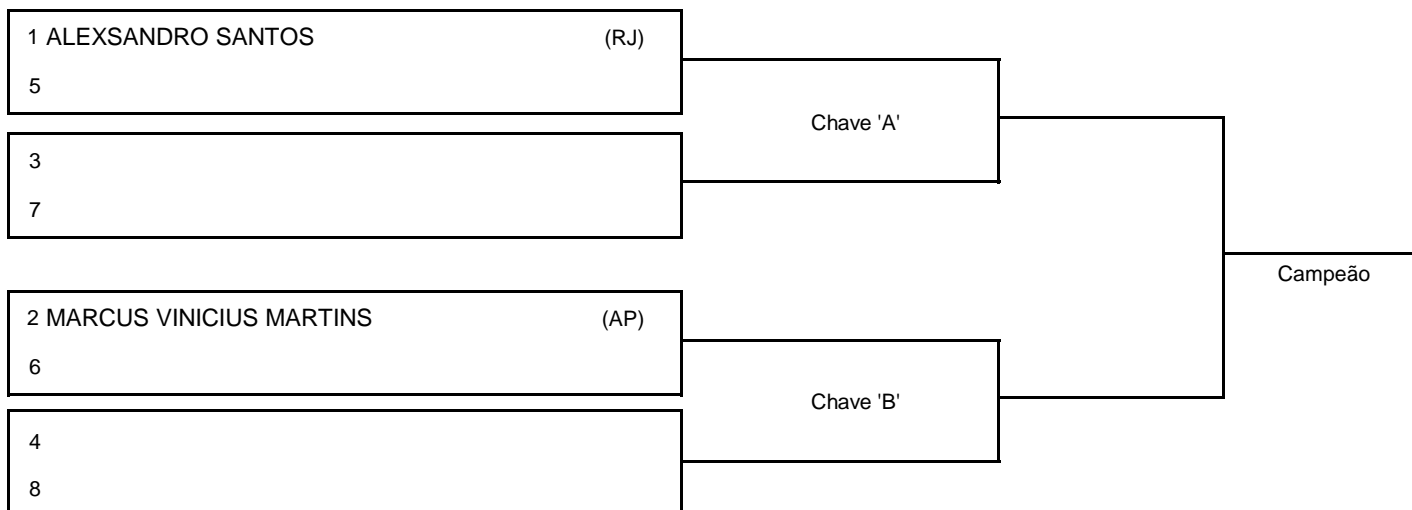 1 ALEXSANDRO SANTOS (RJ)
5
Chave 'A'
3
7
Campeão
2 MARCUS VINICIUS MARTINS (AP)
6
Chave 'B'
4
8